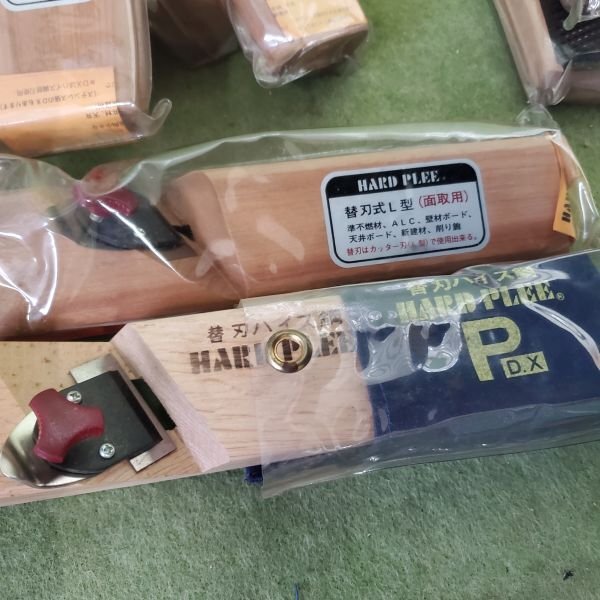 HARD PLEE
替刃式L型(面取用)
準不燃材、ALC、壁材ボード、
天井ボード、新建材、削り鉋
替刃はカッター刃(L型)で使用出来る。
替刃ハイス鉋
HARD PLEE
替刃ハイス鉋
HARD PLEE®
P
D.X